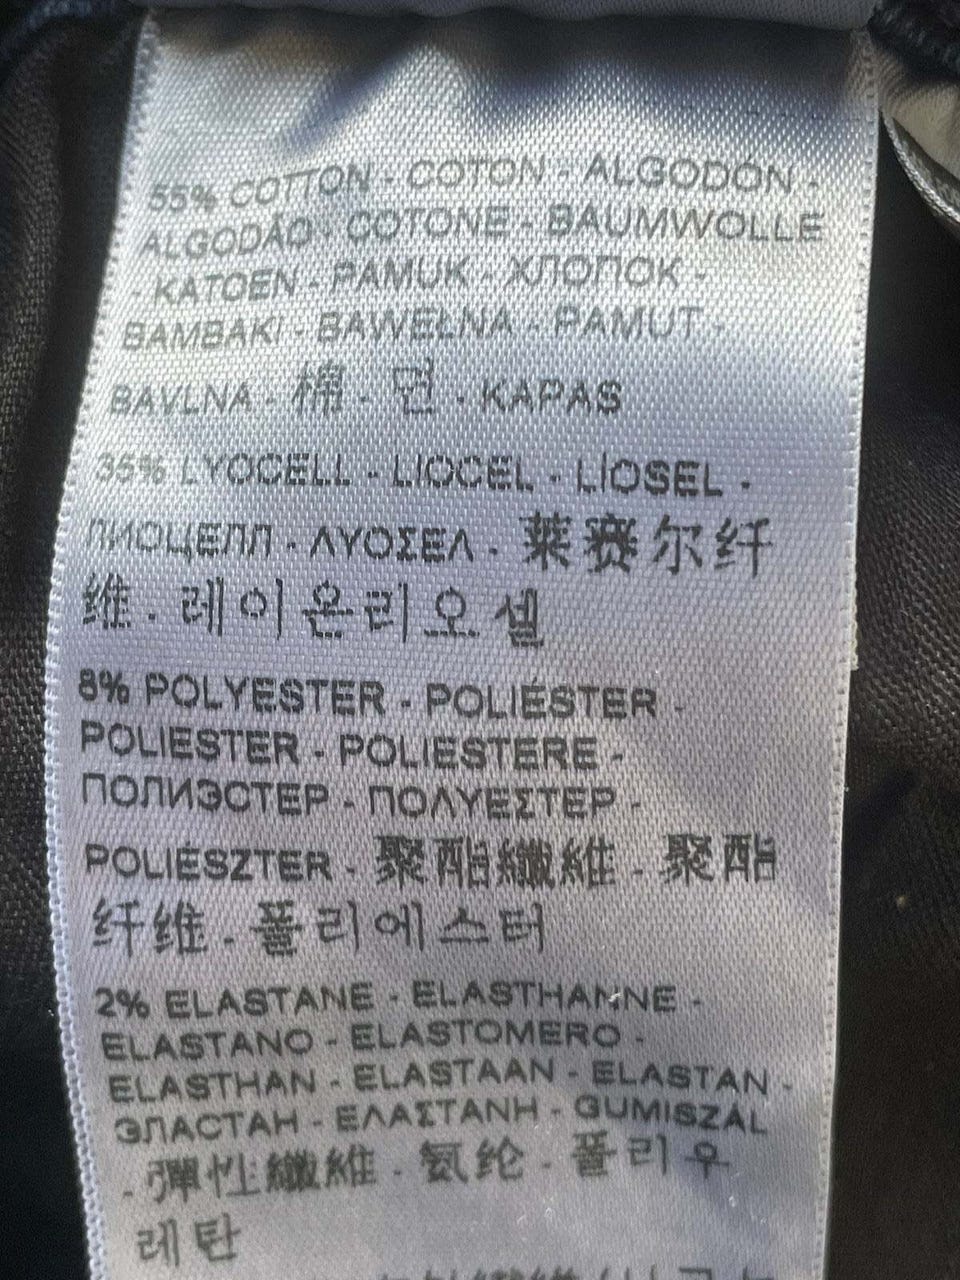 55% COTTON - COTON - ALGODÓN -
ALGODÃO - COTONE - BAUMWOLLE
- KATOEN - PAMUK - ХЛОПОК -
BAMBAKI - BAWEŁNA - PAMUT -
BAVLNA - 棉 - 면 - KAPAS
35% LYOCELL - LIOCEL - LİOSEL -
ЛИОЦЕЛЛ - ΛΥΟΣΕΛ - 莱赛尔纤
维 - 레이온리오셀
8% POLYESTER - POLIÉSTER -
POLIESTER - POLIESTERE -
ПОЛИЭСТЕР - ΠΟΛΥΕΣΤΕΡ -
POLIÉSZTER - 聚酯纖維 - 聚酯
纤维 - 폴리에스터
2% ELASTANE - ELASTHANNE -
ELASTANO - ELASTOMERO -
ELASTHAN - ELASTAAN - ELASTAN -
ЭЛАСТАН - ΕΛΑΣΤΑΝΗ - GUMISZÁL
- 彈性纖維 - 氨纶 - 폴리우
레탄